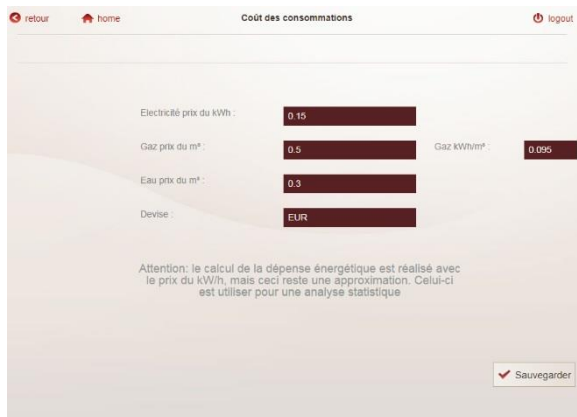 retour home Coût des consommations logout
Electricité prix du kWh : 0.15
Gaz prix du m³ : 0.5 Gaz kWh/m³ : 0.095
Eau prix du m³ : 0.3
Devise : EUR
Attention: le calcul de la dépense énergétique est réalisé avec
le prix du kW/h, mais ceci reste une approximation. Celui-ci
est utiliser pour une analyse statistique
Sauvegarder